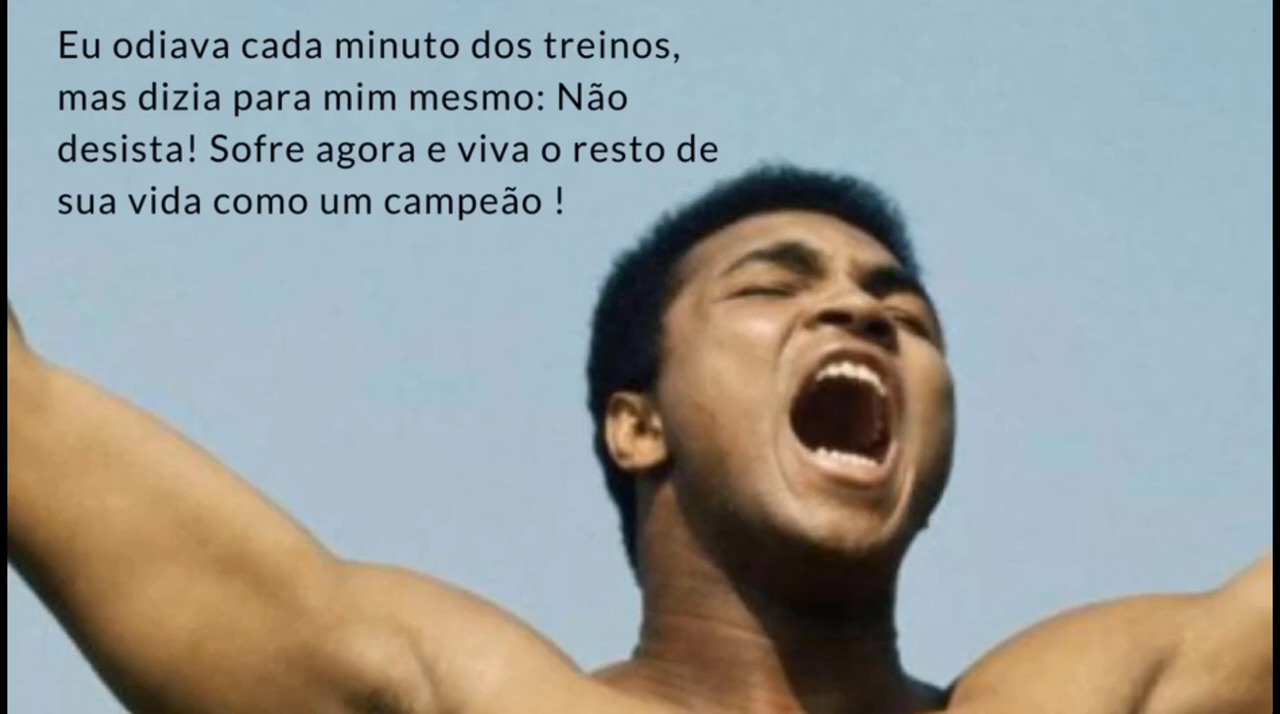 Eu odiava cada minuto dos treinos,
mas dizia para mim mesmo: Não
desista! Sofre agora e viva o resto de
sua vida como um campeão !